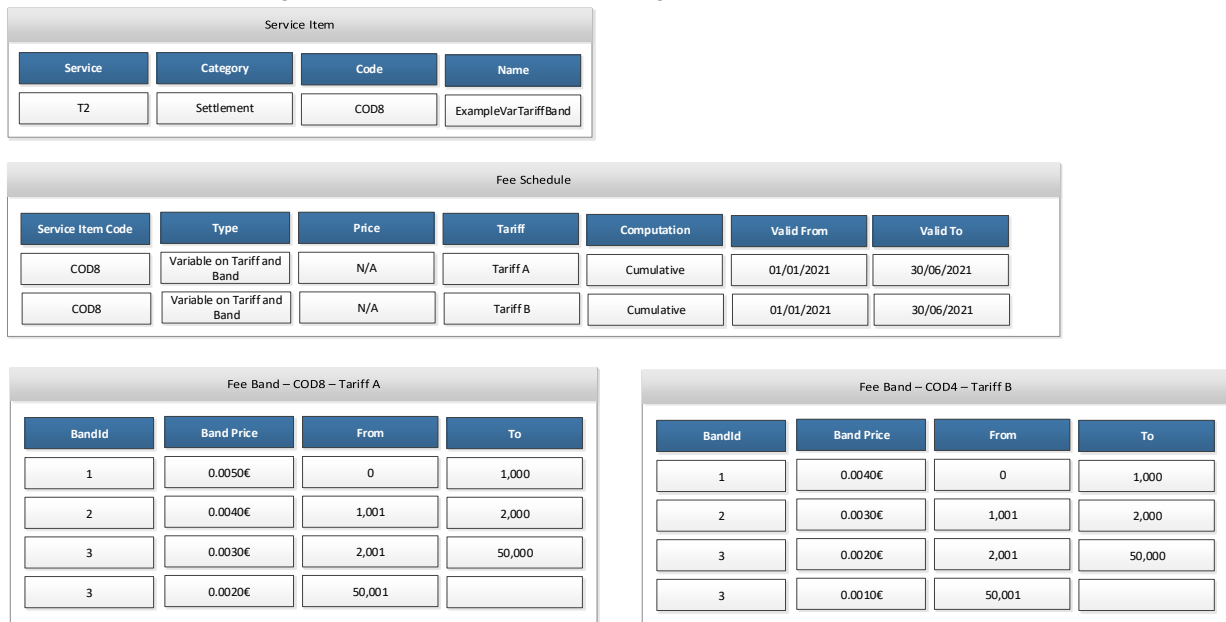 Service Item
Service Category Code Name
T2 Settlement COD8 ExampleVarTariffBand
Fee Schedule
Service Item Code Type Price Tariff Computation Valid From Valid To
COD8 Variable on Tariff and Band N/A Tariff A Cumulative 01/01/2021 30/06/2021
COD8 Variable on Tariff and Band N/A Tariff B Cumulative 01/01/2021 30/06/2021
Fee Band – COD8 – Tariff A
BandId Band Price From To
1 0.0050€ 0 1,000
2 0.0040€ 1,001 2,000
3 0.0030€ 2,001 50,000
3 0.0020€ 50,001
Fee Band – COD4 – Tariff B
BandId Band Price From To
1 0.0040€ 0 1,000
2 0.0030€ 1,001 2,000
3 0.0020€ 2,001 50,000
3 0.0010€ 50,001